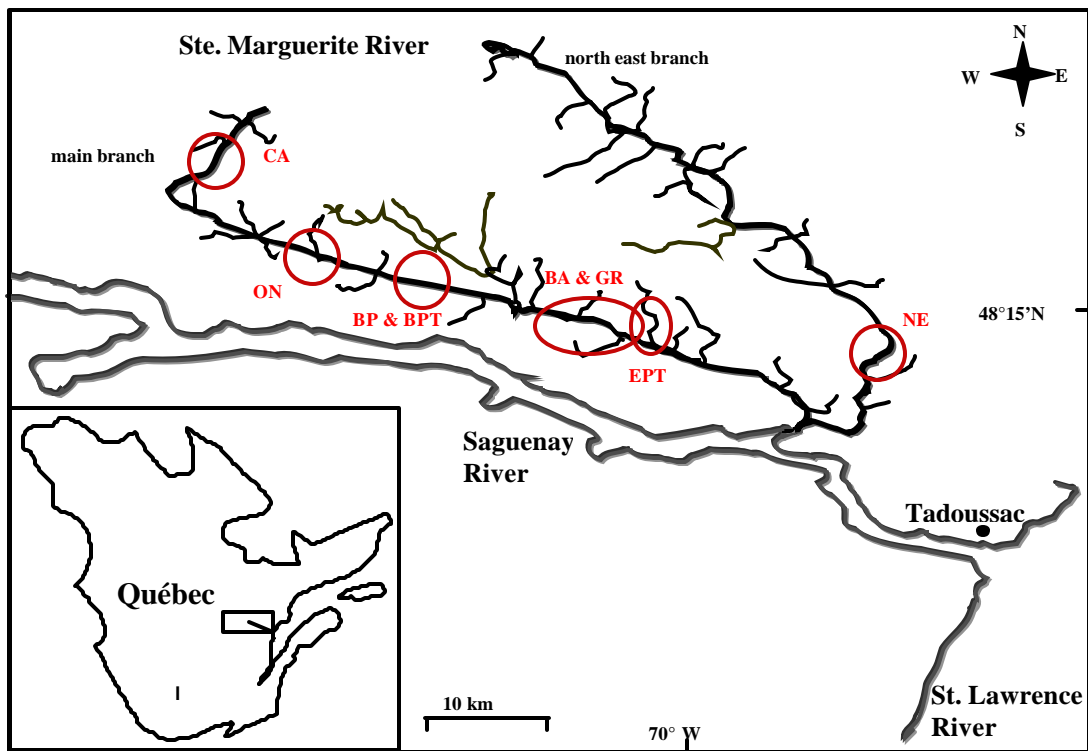 Ste. Marguerite River
north east branch
N
W
E
S
main branch
CA
ON
BP & BPT
BA & GR
EPT
NE
48°15’N
Saguenay
River
Tadoussac
Québec
10 km
70° W
St. Lawrence
River